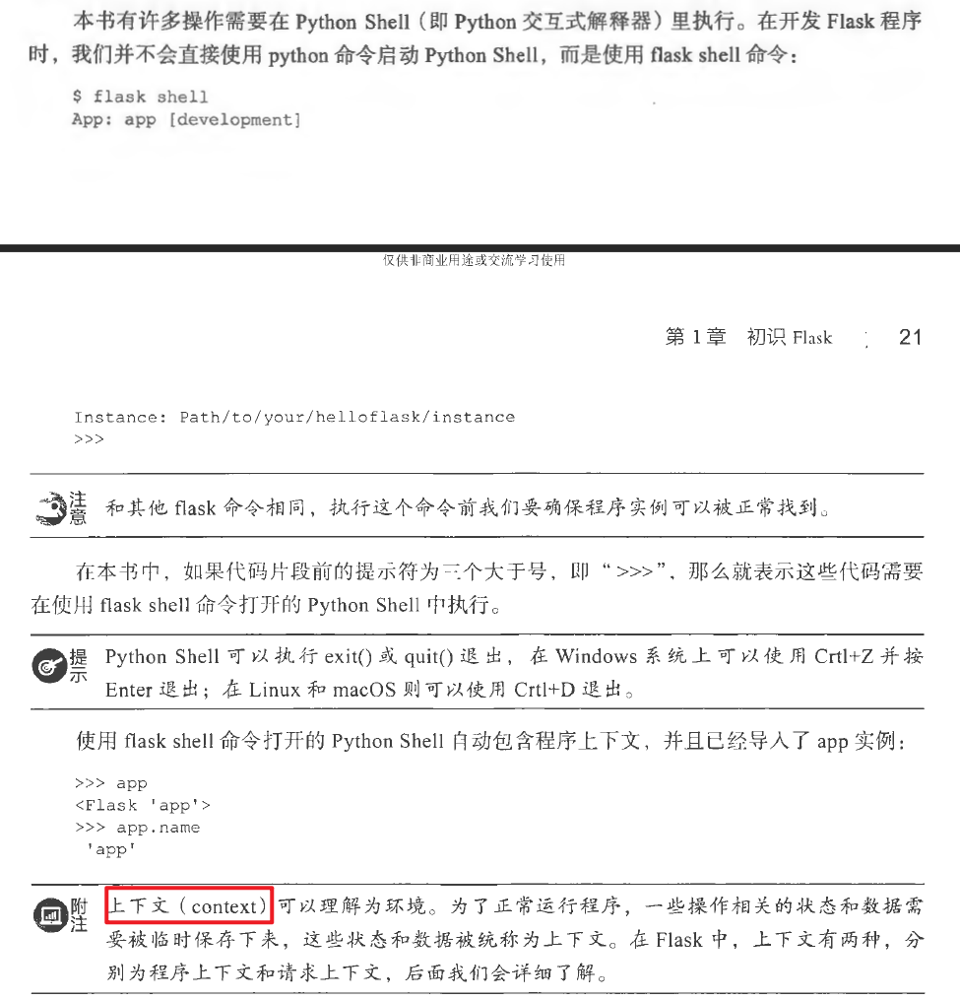 本书有许多操作需要在 Python Shell（即 Python 交互式解释器）里执行。在开发 Flask 程序
时，我们并不会直接使用 python 命令启动 Python Shell，而是使用 flask shell 命令：
$ flask shell
App: app [development]
仅供非商业用途或交流学习使用
第 1 章 初识 Flask 21
Instance: Path/to/your/helloflask/instance
>>>
注意 和其他 flask 命令相同，执行这个命令前我们要确保程序实例可以被正常找到。
在本书中，如果代码片段前的提示符为三个大于号，即“>>>”，那么就表示这些代码需要
在使用 flask shell 命令打开的 Python Shell 中执行。
提示 Python Shell 可以执行 exit() 或 quit() 退出，在 Windows 系统上可以使用 Crtl+Z 并按
Enter 退出；在 Linux 和 macOS 则可以使用 Crtl+D 退出。
使用 flask shell 命令打开的 Python Shell 自动包含程序上下文，并且已经导入了 app 实例：
>>> app
<Flask 'app'>
>>> app.name
'app'
附注 上下文（context）可以理解为环境。为了正常运行程序，一些操作相关的状态和数据需
要被临时保存下来，这些状态和数据被统称为上下文。在 Flask 中，上下文有两种，分
别为程序上下文和请求上下文，后面我们会详细了解。